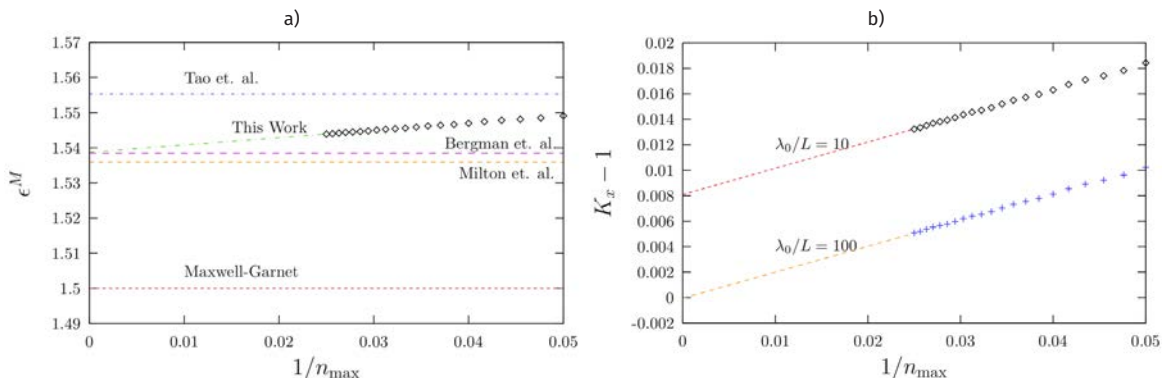 a)
1.57
1.56
1.55
1.54
1.53
1.52
1.51
1.5
1.49
ϵ^M
Tao et. al.
This Work
Bergman et. al.
Milton et. al.
Maxwell-Garnet
0
0.01
0.02
0.03
0.04
0.05
1/n_max
b)
0.02
0.018
0.016
0.014
0.012
0.01
0.008
0.006
0.004
0.002
0
-0.002
K_x − 1
λ_0/L = 10
λ_0/L = 100
0
0.01
0.02
0.03
0.04
0.05
1/n_max